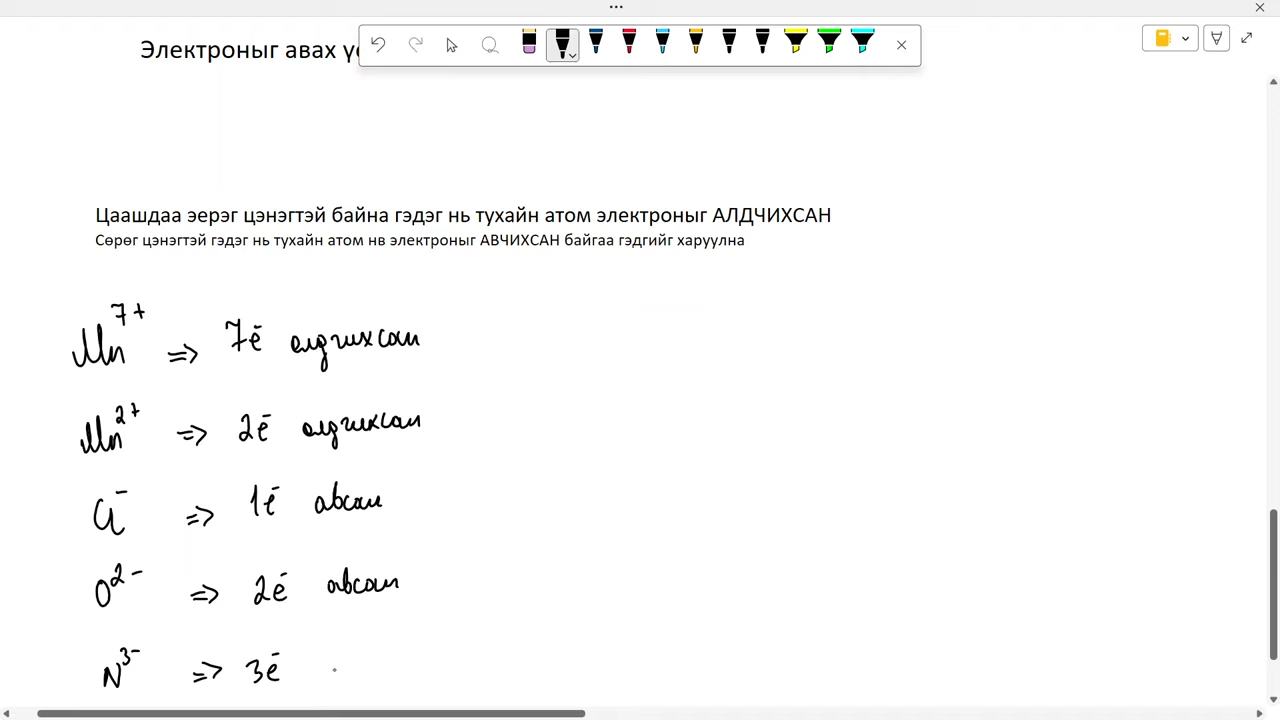 Электроныг авах
Цаашдаа эерэг цэнэгтэй байна гэдэг нь тухайн атом электроныг АЛДЧИХСАН
Сөрөг цэнэгтэй гэдэг нь тухайн атом нв электроныг АВЧИХСАН байгаа гэдгийг харуулна
Mn⁷⁺ => 7ē алдчихсан
Mn²⁺ => 2ē алдчихсан
Cl⁻ => 1ē авсан
O²⁻ => 2ē авсан
N³⁻ => 3ē